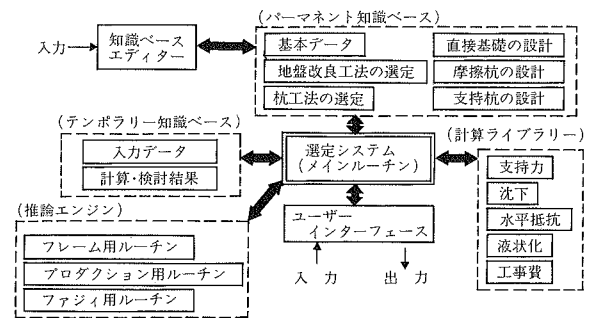 (パーマネント知識ベース)
入力
知識ベース
エディター
基本データ
直接基礎の設計
地盤改良工法の選定
摩擦杭の設計
杭工法の選定
支持杭の設計
(テンポラリー知識ベース)
(計算ライブラリー)
入力データ
計算・検討結果
選定システム
(メインルーチン)
支持力
沈下
水平抵抗
液状化
工事費
(推論エンジン)
フレーム用ルーチン
プロダクション用ルーチン
ファジィ用ルーチン
ユーザー
インターフェース
入 力
出 力